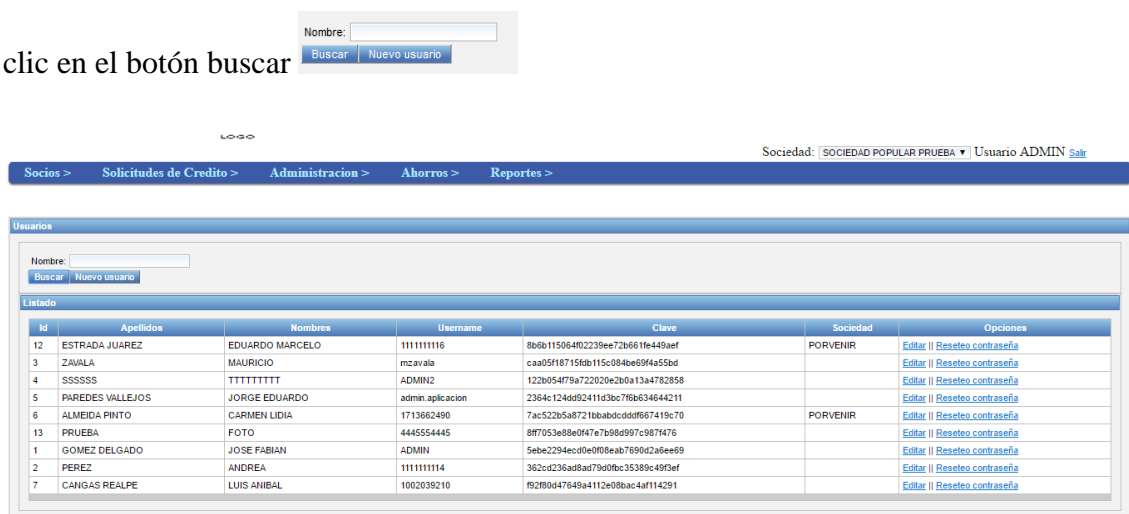 Nombre:
clic en el botón buscar Buscar Nuevo usuario
LOGO
Sociedad: SOCIEDAD POPULAR PRUEBA Usuario ADMIN Salir
Socios > Solicitudes de Credito > Administracion > Ahorros > Reportes >
Usuarios
Nombre:
Buscar Nuevo usuario
Listado
Id Apellidos Nombres Username Clave Sociedad Opciones
12 ESTRADA JUAREZ EDUARDO MARCELO 1111111116 8b6b115064f02239ee72b661fe449aef PORVENIR Editar || Reseteo contraseña
3 ZAVALA MAURICIO mzavala caa05f18715fdb115c084be69f4a55bd Editar || Reseteo contraseña
4 SSSSSS TTTTTTTTT ADMIN2 122b054f79a722020e2b0a13a4782858 Editar || Reseteo contraseña
5 PAREDES VALLEJOS JORGE EDUARDO admin.aplicacion 2364c124dd92411d3bc7f6b634644211 Editar || Reseteo contraseña
6 ALMEIDA PINTO CARMEN LIDIA 1713662490 7ac522b5a8721bbabdcdddf667419c70 PORVENIR Editar || Reseteo contraseña
13 PRUEBA FOTO 4445554445 8ff7053e88e0f47e7b98d997c987f476 Editar || Reseteo contraseña
1 GOMEZ DELGADO JOSE FABIAN ADMIN 5ebe2294ecd0e0f08eab7690d2a6ee69 Editar || Reseteo contraseña
2 PEREZ ANDREA 1111111114 362cd236ad8ad79d0fbc35389c49f3ef Editar || Reseteo contraseña
7 CANGAS REALPE LUIS ANIBAL 1002039210 f92f80d47649a4112e08bac4af114291 Editar || Reseteo contraseña